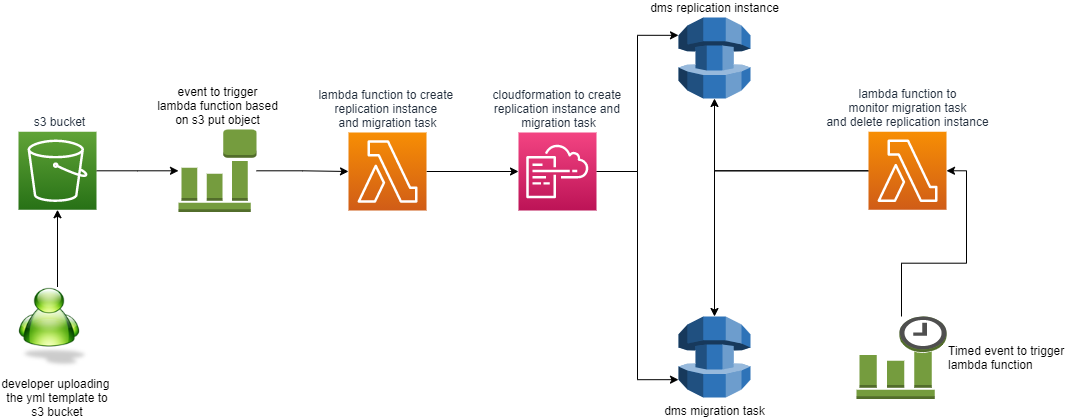 dms replication instance
event to trigger
lambda function based
on s3 put object
lambda function to create
replication instance
and migration task
cloudformation to create
replication instance and
migration task
lambda function to
monitor migration task
and delete replication instance
s3 bucket
developer uploading
the yml template to
s3 bucket
Timed event to trigger
lambda function
dms migration task